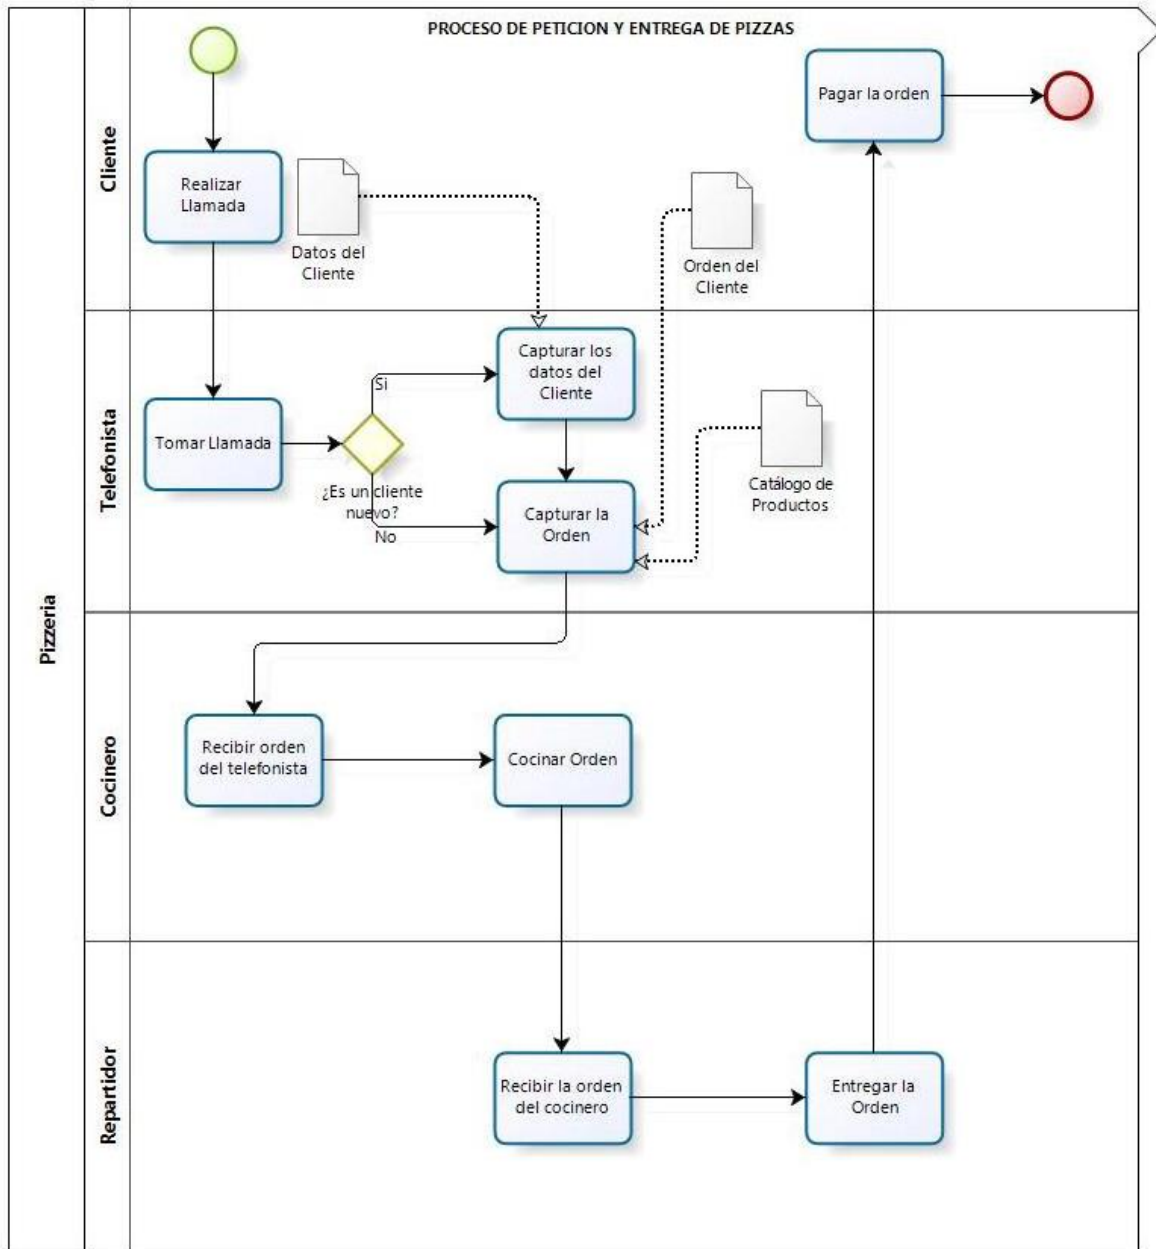 PROCESO DE PETICION Y ENTREGA DE PIZZAS
Pizzeria
Cliente
Realizar
Llamada
Datos del
Cliente
Orden del
Cliente
Pagar la orden
Telefonista
Tomar Llamada
¿Es un cliente
nuevo?
Si
No
Capturar los
datos del
Cliente
Capturar la
Orden
Catálogo de
Productos
Cocinero
Recibir orden
del telefonista
Cocinar Orden
Repartidor
Recibir la orden
del cocinero
Entregar la
Orden